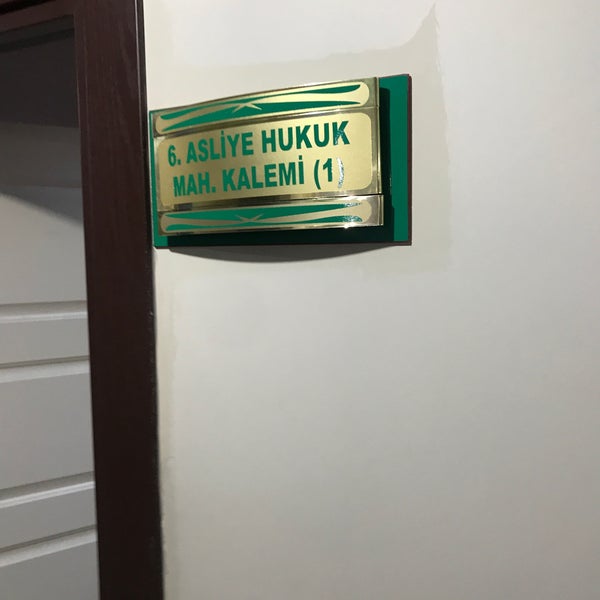 6. ASLİYE HUKUK
MAH. KALEMİ (1)